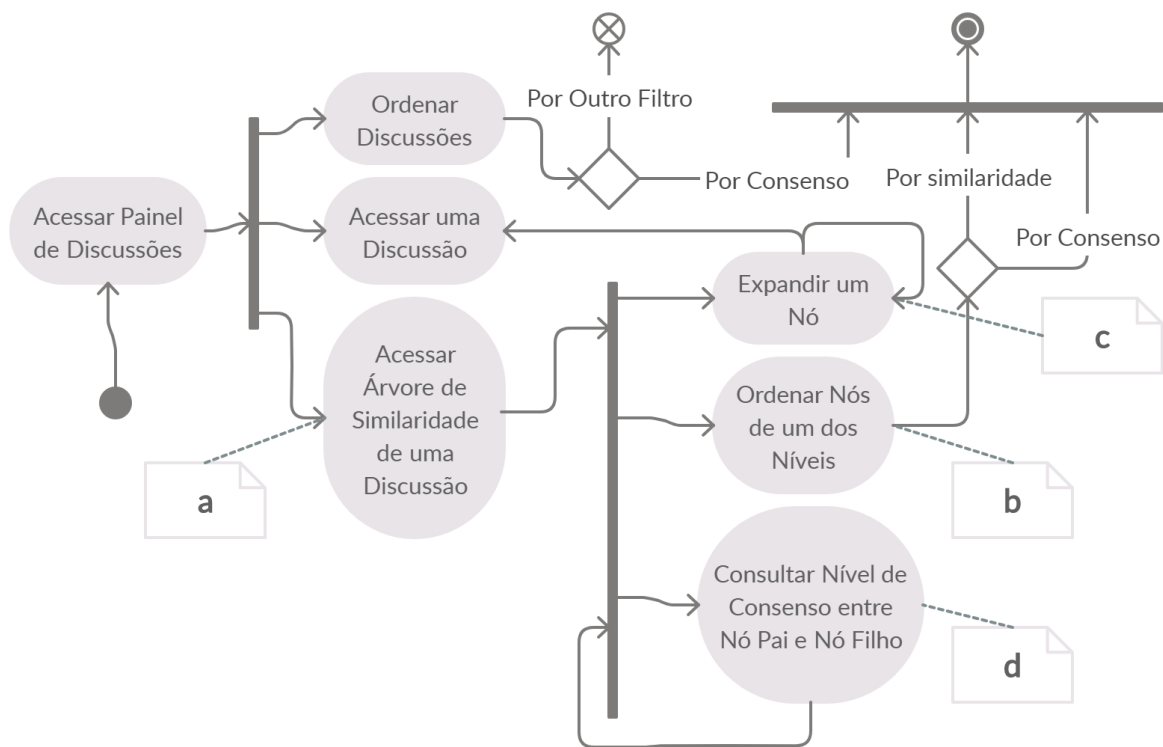 Ordenar
Discussões
Por Outro Filtro
Por Consenso
Por similaridade
Por Consenso
Acessar Painel
de Discussões
Acessar uma
Discussão
Expandir um
Nó
c
Acessar
Árvore de
Similaridade
de uma
Discussão
a
Ordenar Nós
de um dos
Níveis
b
Consultar Nível de
Consenso entre
Nó Pai e Nó Filho
d